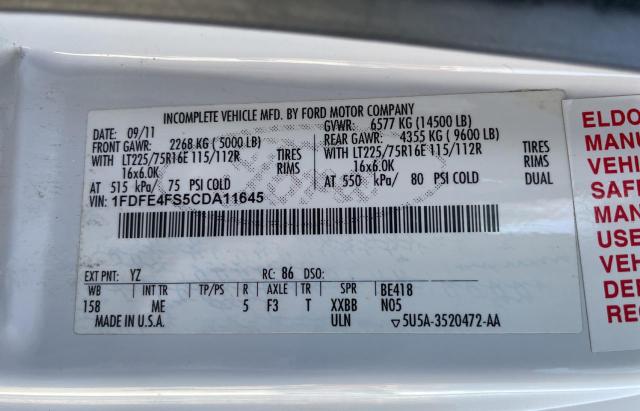 INCOMPLETE VEHICLE MFD. BY FORD MOTOR COMPANY
DATE: 09/11 GVWR: 6577 KG (14500 LB)
FRONT GAWR: 2268 KG ( 5000 LB) REAR GAWR: 4355 KG ( 9600 LB)
WITH LT225/75R16E 115/112R TIRES WITH LT225/75R16E 115/112R TIRES
16x6.0K RIMS 16x6.0K RIMS
AT 515 kPa/ 75 PSI COLD AT 550 kPa/ 80 PSI COLD DUAL
VIN: 1FDFE4FS5CDA11645
EXT PNT: YZ RC: 86 DSO:
WB INT TR TP/PS R AXLE TR SPR BE418
158 ME 5 F3 T XXBB N05
MADE IN U.S.A. ULN ▽5U5A-3520472-AA
ELDO
MANU
VEHI
SAFE
MAN
USE
VEH
DEF
REC